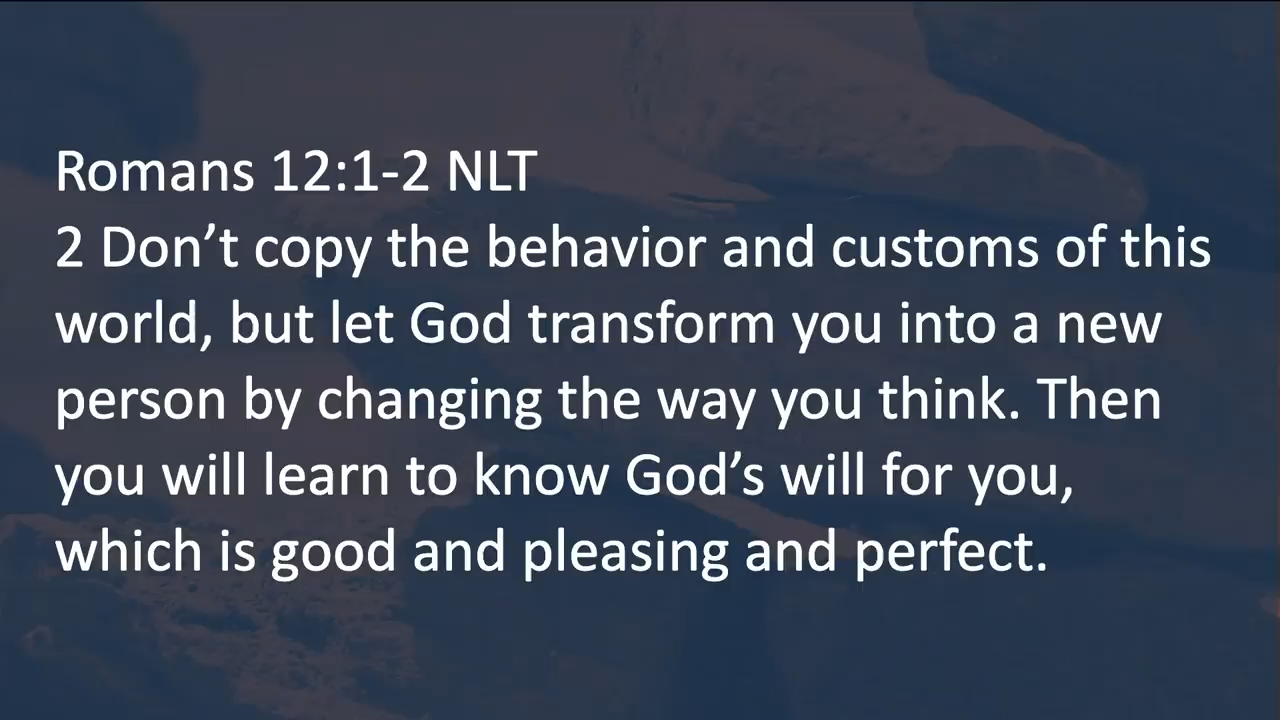 Romans 12:1-2 NLT
2 Don’t copy the behavior and customs of this
world, but let God transform you into a new
person by changing the way you think. Then
you will learn to know God’s will for you,
which is good and pleasing and perfect.